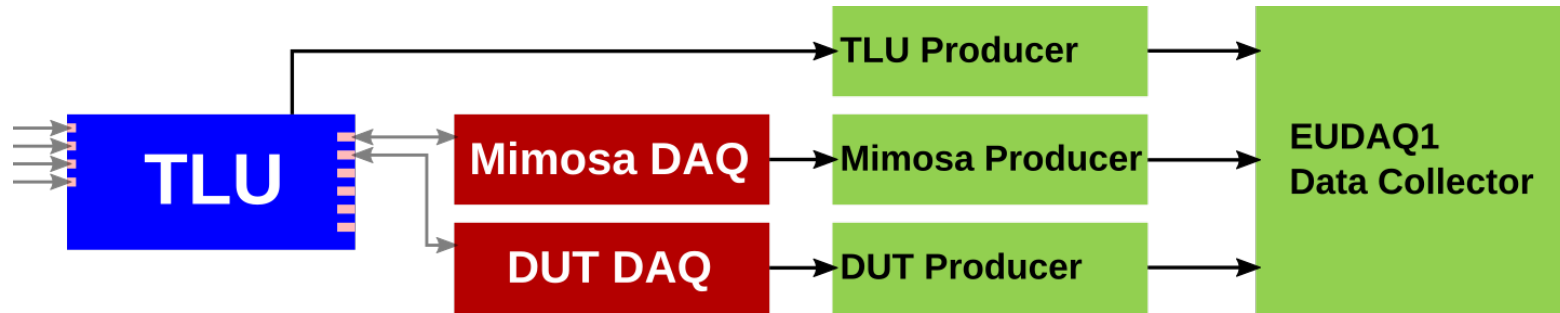 TLU Producer
TLU
Mimosa DAQ
Mimosa Producer
EUDAQ1
Data Collector
DUT DAQ
DUT Producer